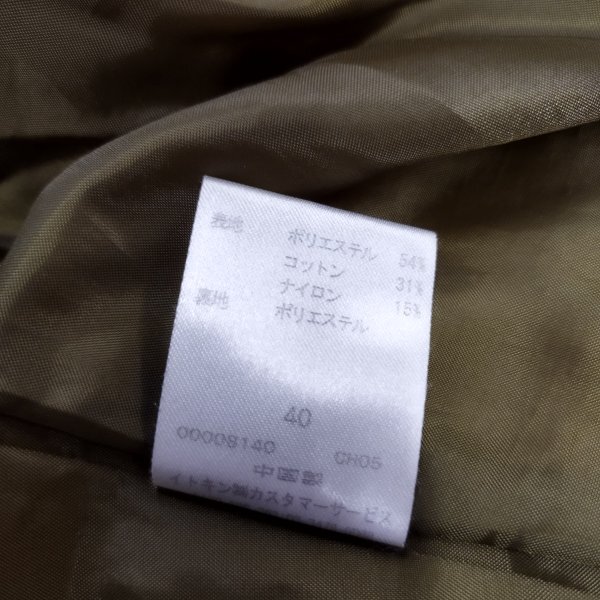 表地 ポリエステル 54%
コットン 31%
ナイロン 15%
裏地 ポリエステル
40
00008140 CH05
中国製
イトキン㈱カスタマーサービス